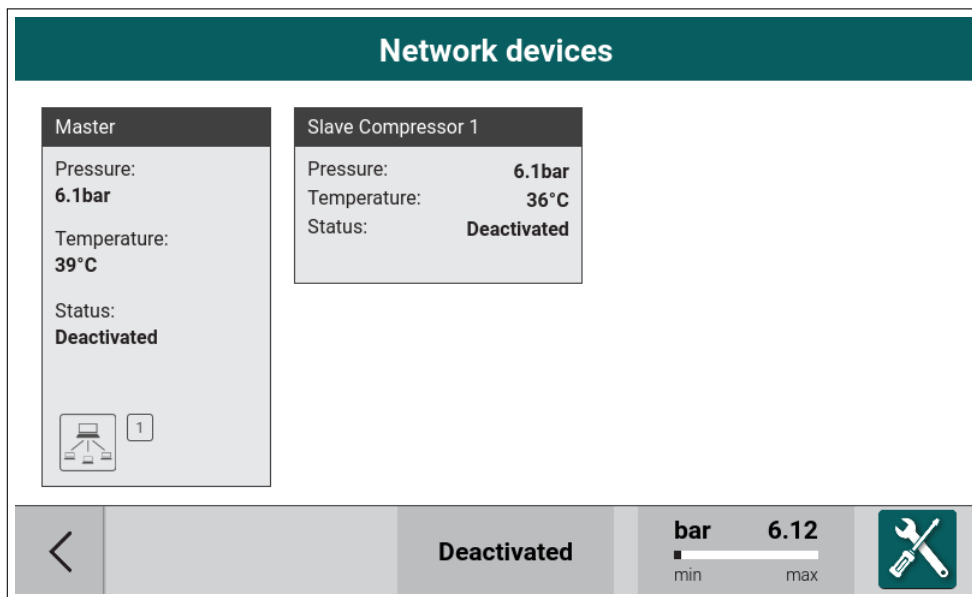 Network devices
Master
Pressure:
6.1bar
Temperature:
39°C
Status:
Deactivated
1
Slave Compressor 1
Pressure: 6.1bar
Temperature: 36°C
Status: Deactivated
Deactivated
bar 6.12
min max